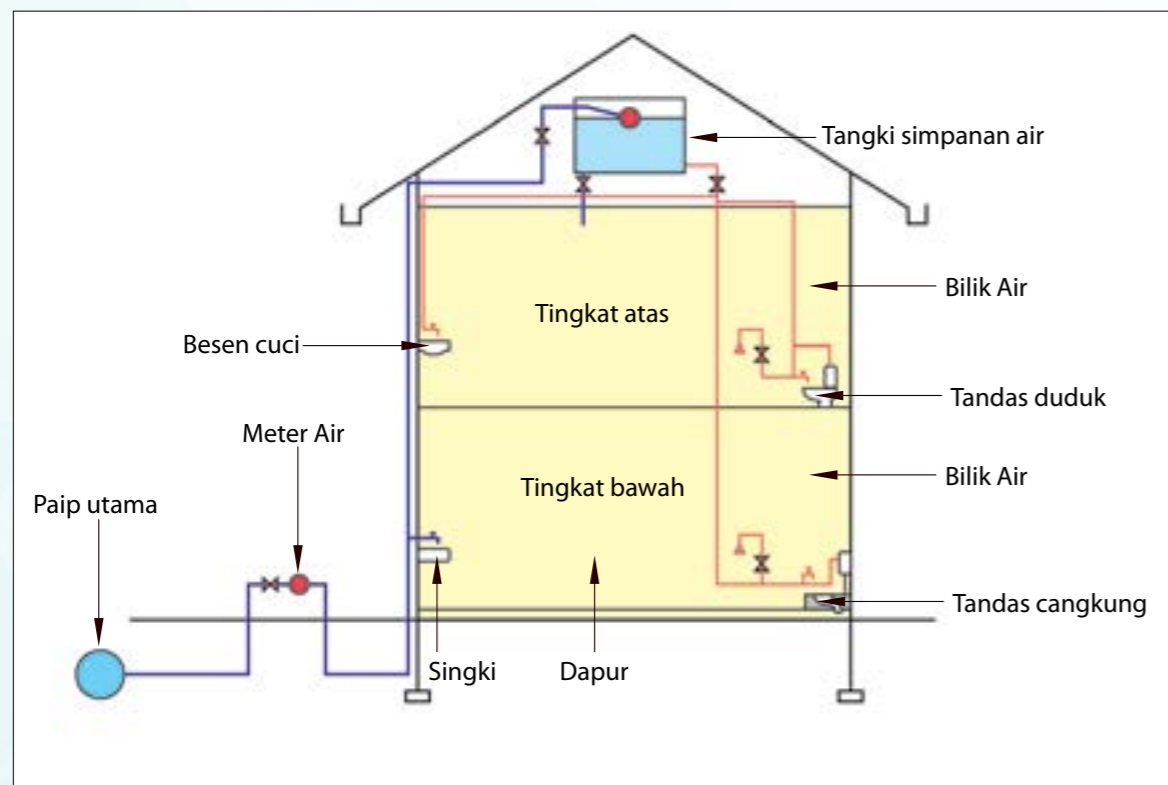 Tangki simpanan air
Bilik Air
Tingkat atas
Besen cuci
Tandas duduk
Meter Air
Bilik Air
Tingkat bawah
Paip utama
Tandas cangkung
Singki
Dapur